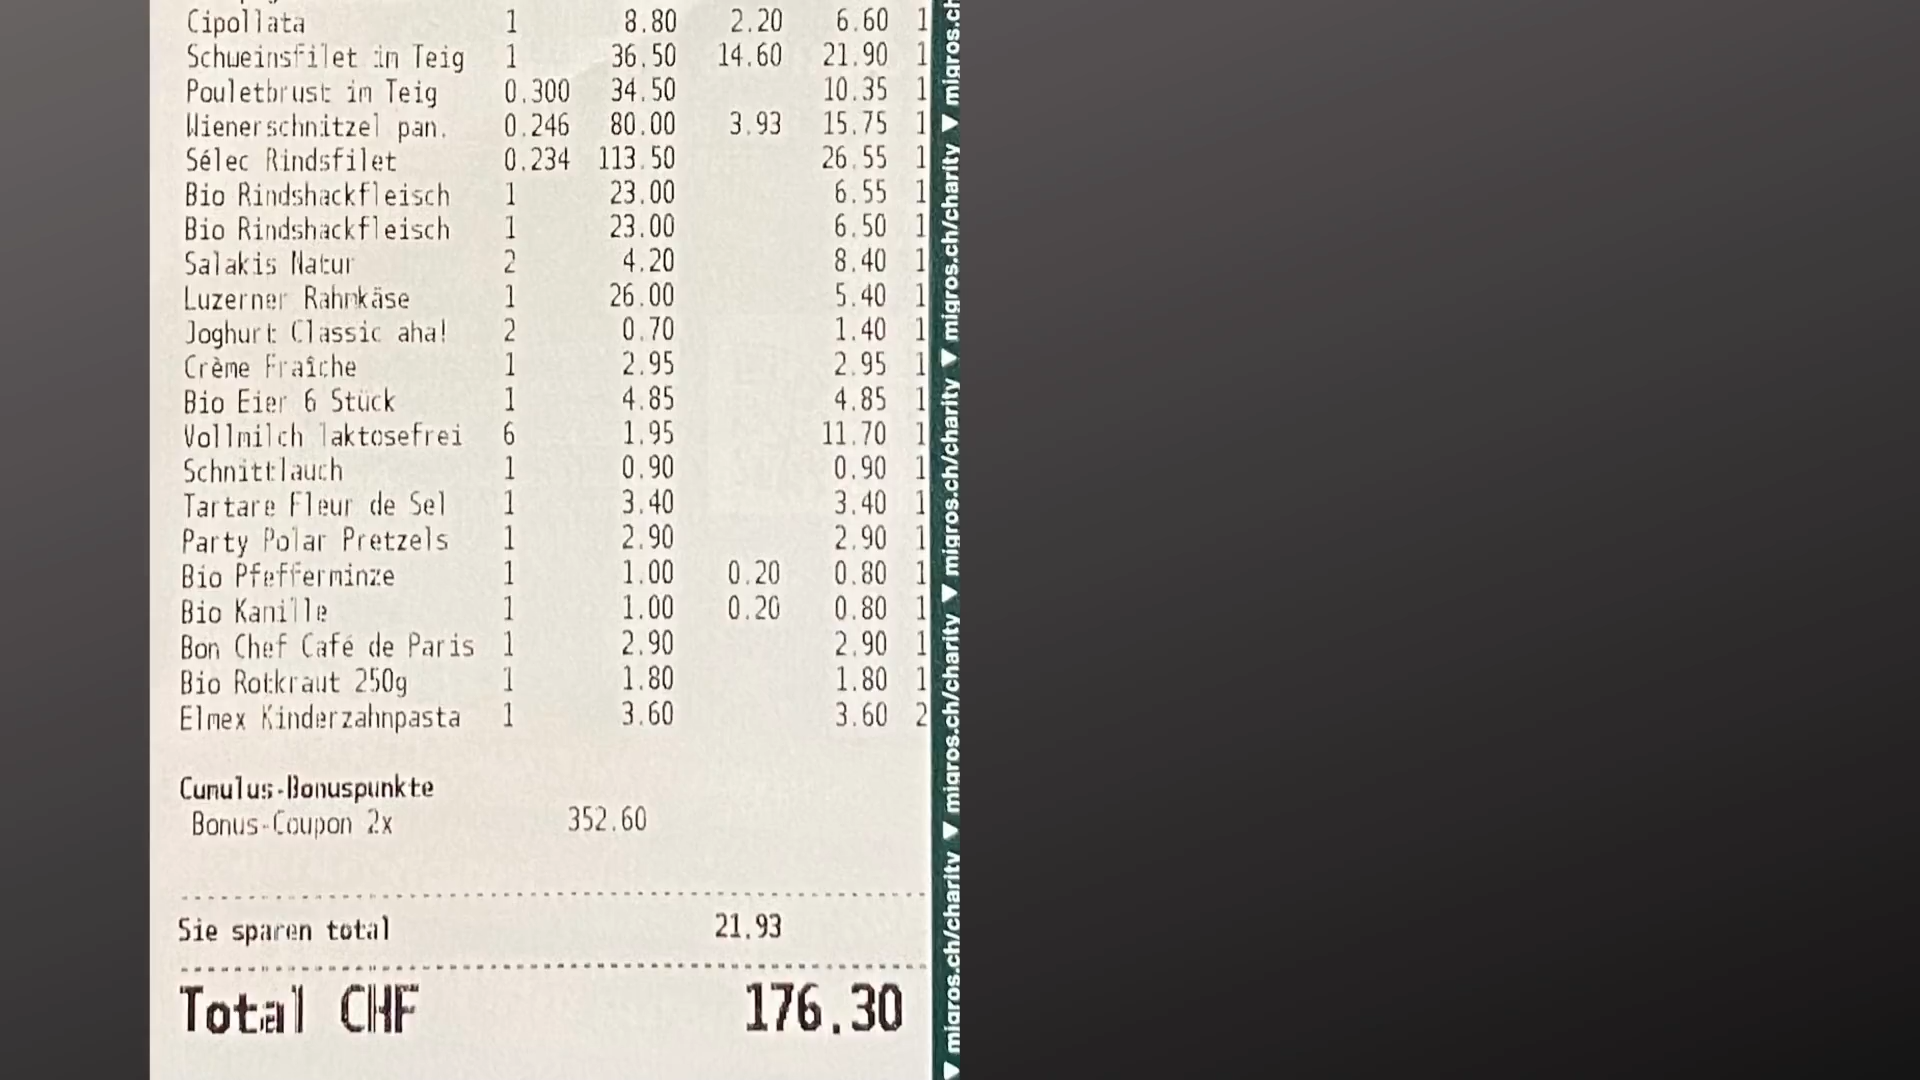 Cipollata 1 8.80 2.20 6.60 1
Schweinsfilet im Teig 1 36.50 14.60 21.90 1
Pouletbrust im Teig 0.300 34.50 10.35 1
Wienerschnitzel pan. 0.246 80.00 3.93 15.75 1
Sélec Rindsfilet 0.234 113.50 26.55 1
Bio Rindshackfleisch 1 23.00 6.55 1
Bio Rindshackfleisch 1 23.00 6.50 1
Salakis Natur 2 4.20 8.40 1
Luzerner Rahmkäse 1 26.00 5.40 1
Joghurt Classic aha! 2 0.70 1.40 1
Crème Fraîche 1 2.95 2.95 1
Bio Eier 6 Stück 1 4.85 4.85 1
Vollmilch laktosefrei 6 1.95 11.70 1
Schnittlauch 1 0.90 0.90 1
Tartare Fleur de Sel 1 3.40 3.40 1
Party Polar Pretzels 1 2.90 2.90 1
Bio Pfefferminze 1 1.00 0.20 0.80 1
Bio Kamille 1 1.00 0.20 0.80 1
Bon Chef Café de Paris 1 2.90 2.90 1
Bio Rotkraut 250g 1 1.80 1.80 1
Elmex Kinderzahnpasta 1 3.60 3.60 2
Cumulus-Bonuspunkte
Bonus-Coupon 2x 352.60
Sie sparen total 21.93
Total CHF 176.30
migros.ch/charity ▼ migros.ch/charity ▼ migros.ch/charity ▼ migros.ch/charity ▼ migros.ch